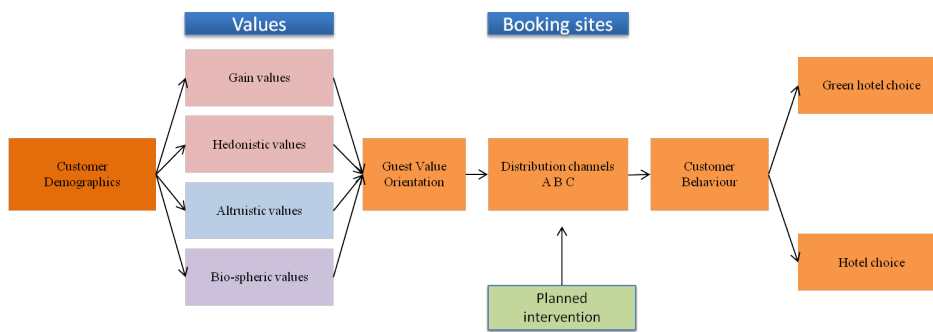 Values
Booking sites
Gain values
Green hotel choice
Hedonistic values
Customer
Demographics
Guest Value
Orientation
Distribution channels
A B C
Customer
Behaviour
Altruistic values
Bio-spheric values
Hotel choice
Planned
intervention